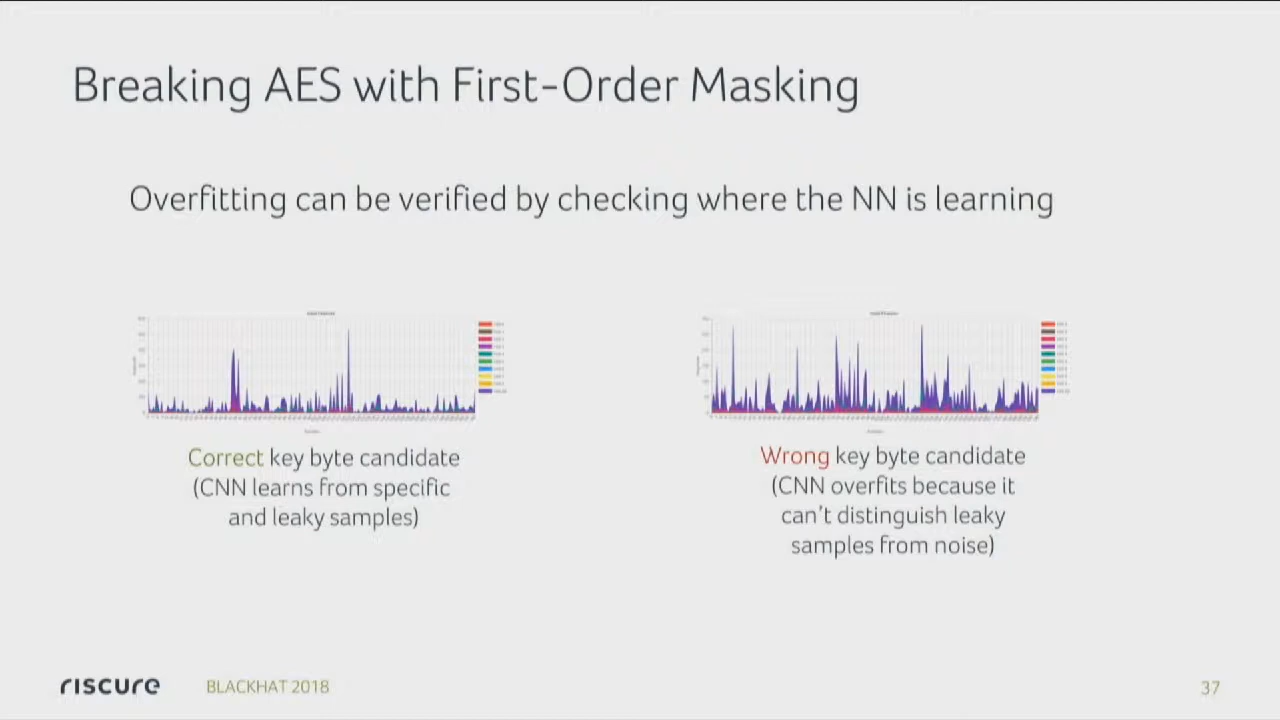 Breaking AES with First-Order Masking
Overfitting can be verified by checking where the NN is learning
Correct key byte candidate
(CNN learns from specific
and leaky samples)
Wrong key byte candidate
(CNN overfits because it
can't distinguish leaky
samples from noise)
riscure
BLACKHAT 2018
37